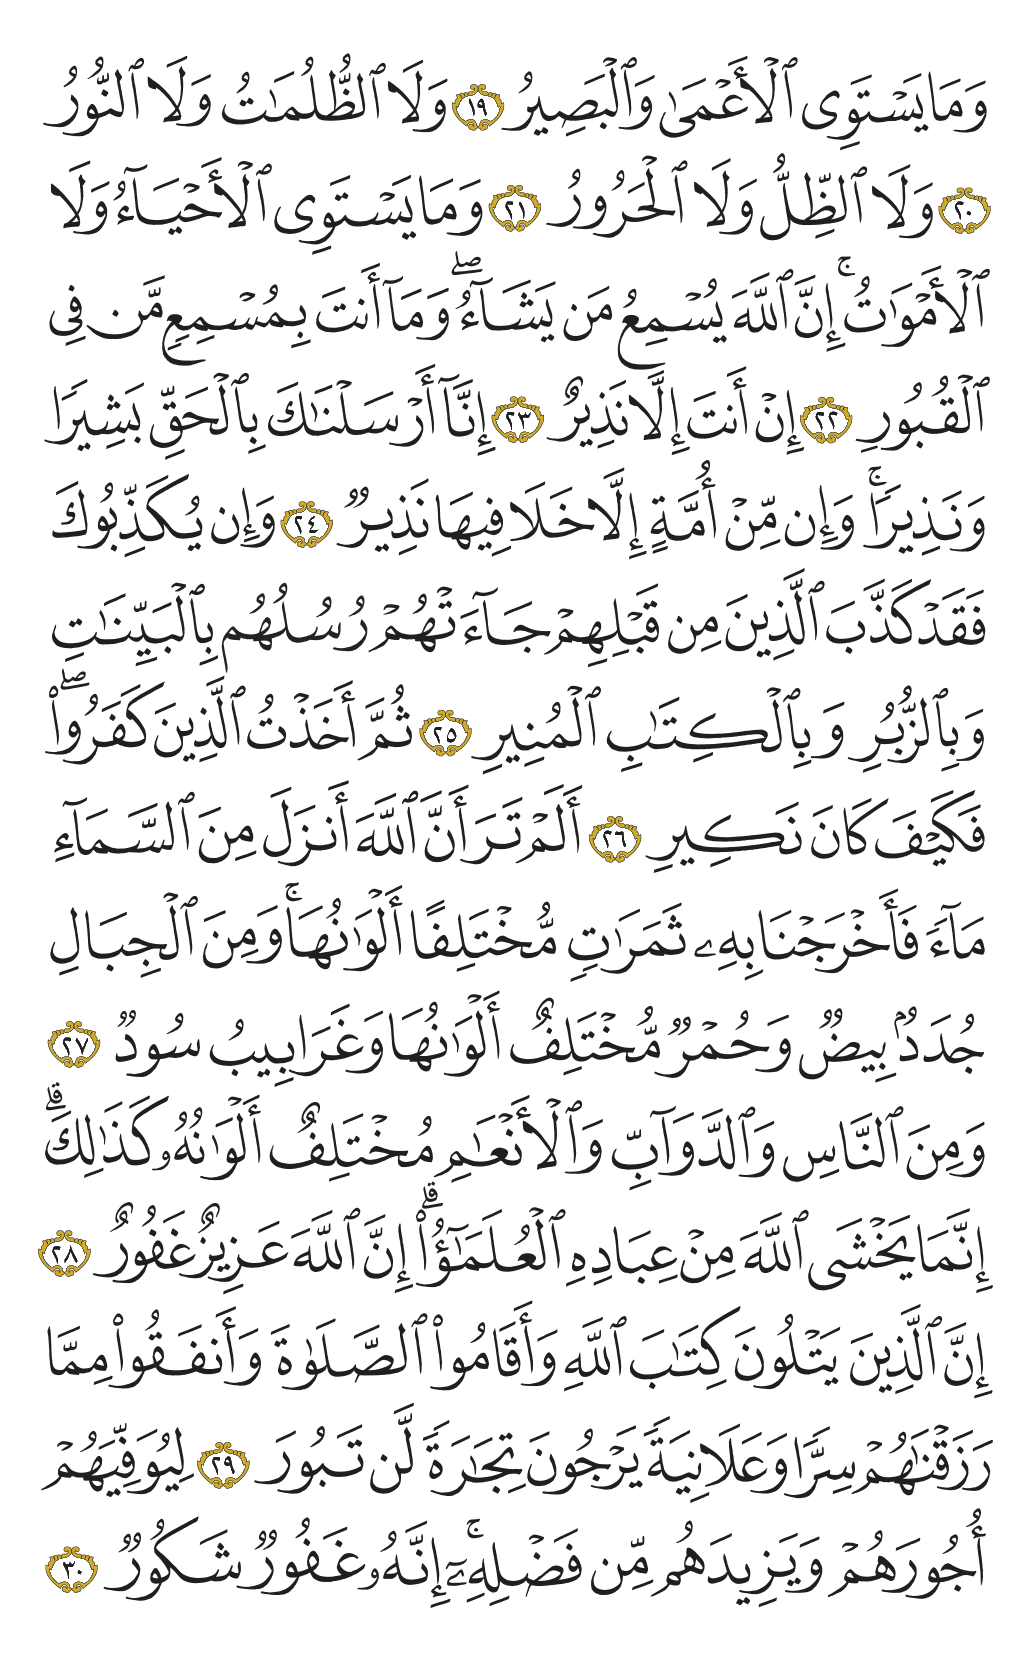 وَمَا يَسْتَوِى ٱلْأَعْمَىٰ وَٱلْبَصِيرُ ١٩ وَلَا ٱلظُّلُمَـٰتُ وَلَا ٱلنُّورُ
٢٠ وَلَا ٱلظِّلُّ وَلَا ٱلْحَرُورُ ٢١ وَمَا يَسْتَوِى ٱلْأَحْيَآءُ وَلَا
ٱلْأَمْوَٰتُ ۚ إِنَّ ٱللَّهَ يُسْمِعُ مَن يَشَآءُ ۖ وَمَآ أَنتَ بِمُسْمِعٍ مَّن فِى
ٱلْقُبُورِ ٢٢ إِنْ أَنتَ إِلَّا نَذِيرٌ ٢٣ إِنَّآ أَرْسَلْنَـٰكَ بِٱلْحَقِّ بَشِيرًا
وَنَذِيرًا ۚ وَإِن مِّنْ أُمَّةٍ إِلَّا خَلَا فِيهَا نَذِيرٌ ٢٤ وَإِن يُكَذِّبُوكَ
فَقَدْ كَذَّبَ ٱلَّذِينَ مِن قَبْلِهِمْ جَآءَتْهُمْ رُسُلُهُم بِٱلْبَيِّنَـٰتِ
وَبِٱلزُّبُرِ وَبِٱلْكِتَـٰبِ ٱلْمُنِيرِ ٢٥ ثُمَّ أَخَذْتُ ٱلَّذِينَ كَفَرُوا۟ ۖ
فَكَيْفَ كَانَ نَكِيرِ ٢٦ أَلَمْ تَرَ أَنَّ ٱللَّهَ أَنزَلَ مِنَ ٱلسَّمَآءِ
مَآءً فَأَخْرَجْنَا بِهِۦ ثَمَرَٰتٍ مُّخْتَلِفًا أَلْوَٰنُهَا ۚ وَمِنَ ٱلْجِبَالِ
جُدَدٌۢ بِيضٌ وَحُمْرٌ مُّخْتَلِفٌ أَلْوَٰنُهَا وَغَرَابِيبُ سُودٌ ٢٧
وَمِنَ ٱلنَّاسِ وَٱلدَّوَآبِّ وَٱلْأَنْعَـٰمِ مُخْتَلِفٌ أَلْوَٰنُهُۥ كَذَٰلِكَ ۗ
إِنَّمَا يَخْشَى ٱللَّهَ مِنْ عِبَادِهِ ٱلْعُلَمَـٰٓؤُا۟ ۗ إِنَّ ٱللَّهَ عَزِيزٌ غَفُورٌ ٢٨
إِنَّ ٱلَّذِينَ يَتْلُونَ كِتَـٰبَ ٱللَّهِ وَأَقَامُوا۟ ٱلصَّلَوٰةَ وَأَنفَقُوا۟ مِمَّا
رَزَقْنَـٰهُمْ سِرًّا وَعَلَانِيَةً يَرْجُونَ تِجَـٰرَةً لَّن تَبُورَ ٢٩ لِيُوَفِّيَهُمْ
أُجُورَهُمْ وَيَزِيدَهُم مِّن فَضْلِهِۦٓ ۚ إِنَّهُۥ غَفُورٌ شَكُورٌ ٣٠